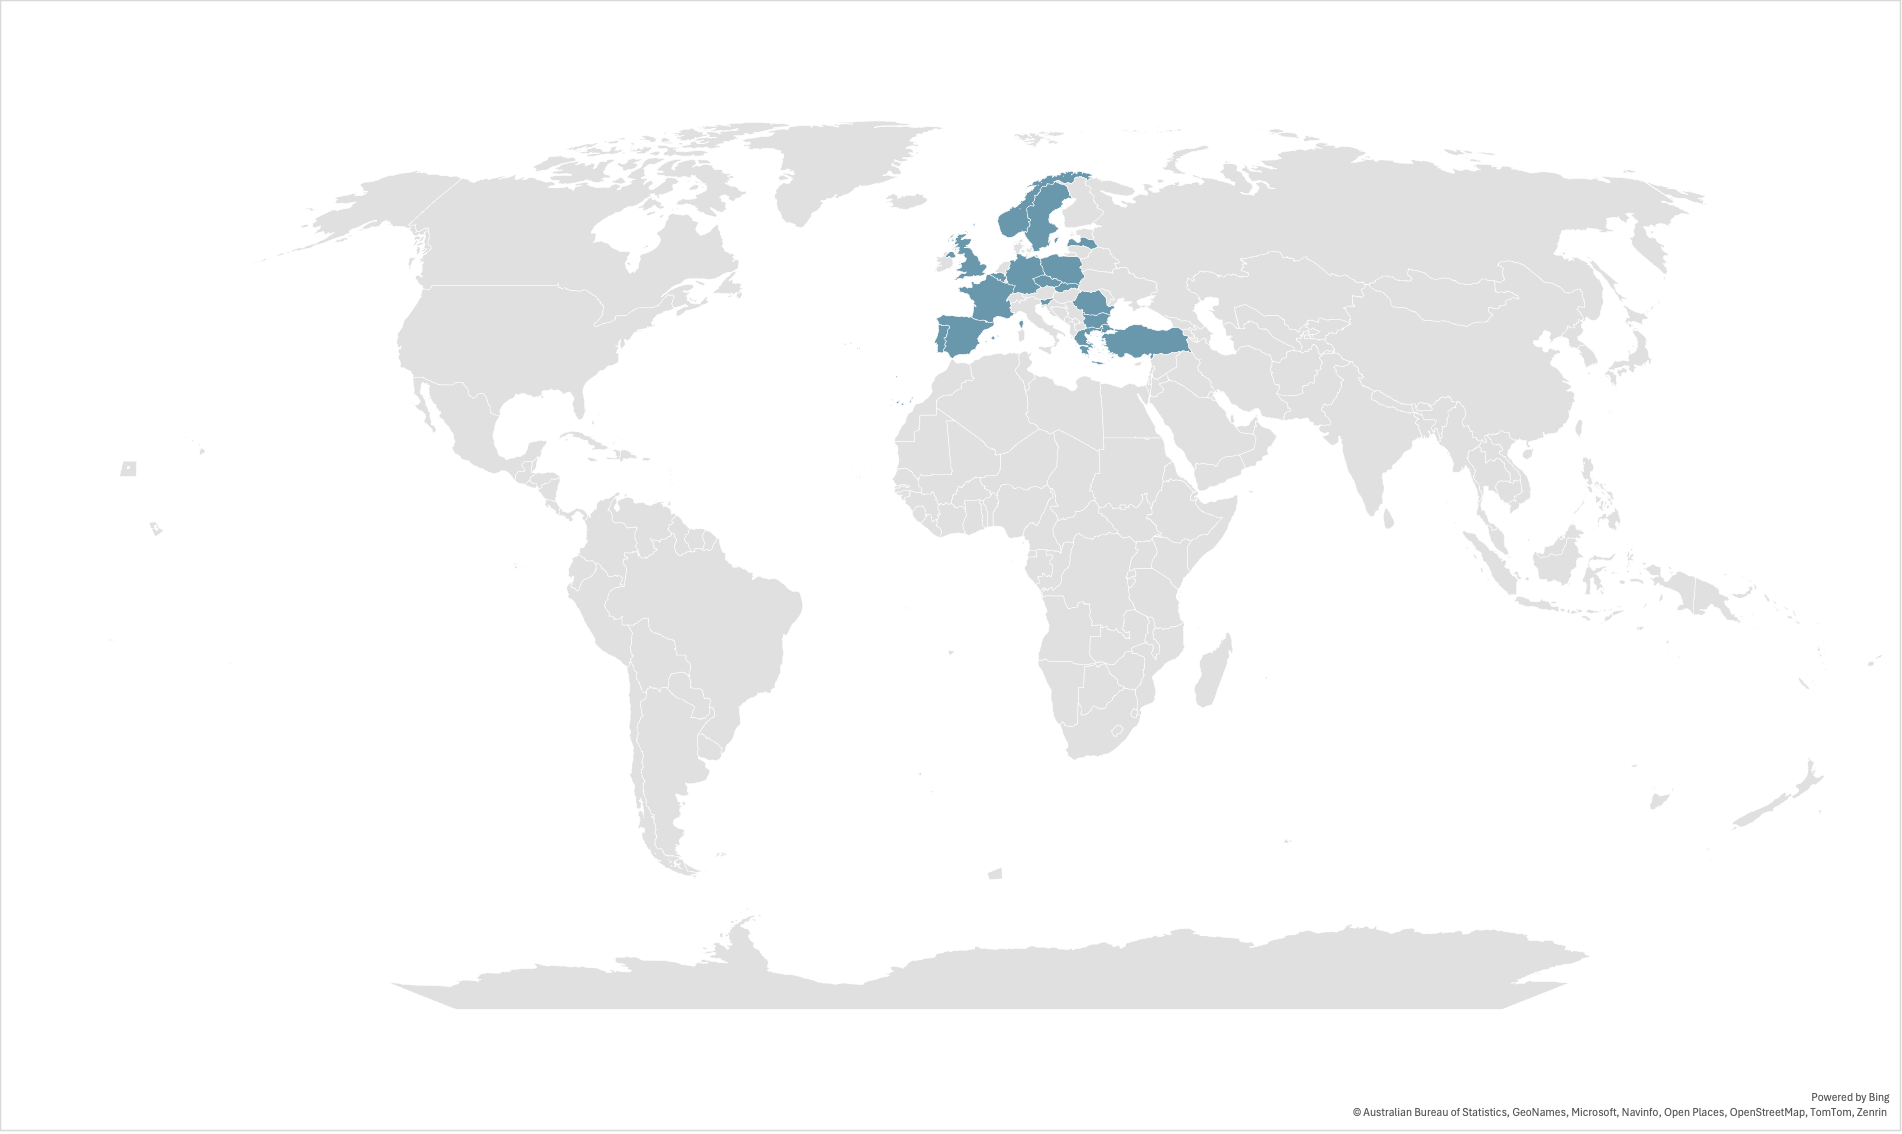 Powered by Bing
© Australian Bureau of Statistics, GeoNames, Microsoft, Navinfo, Open Places, OpenStreetMap, TomTom, Zenrin